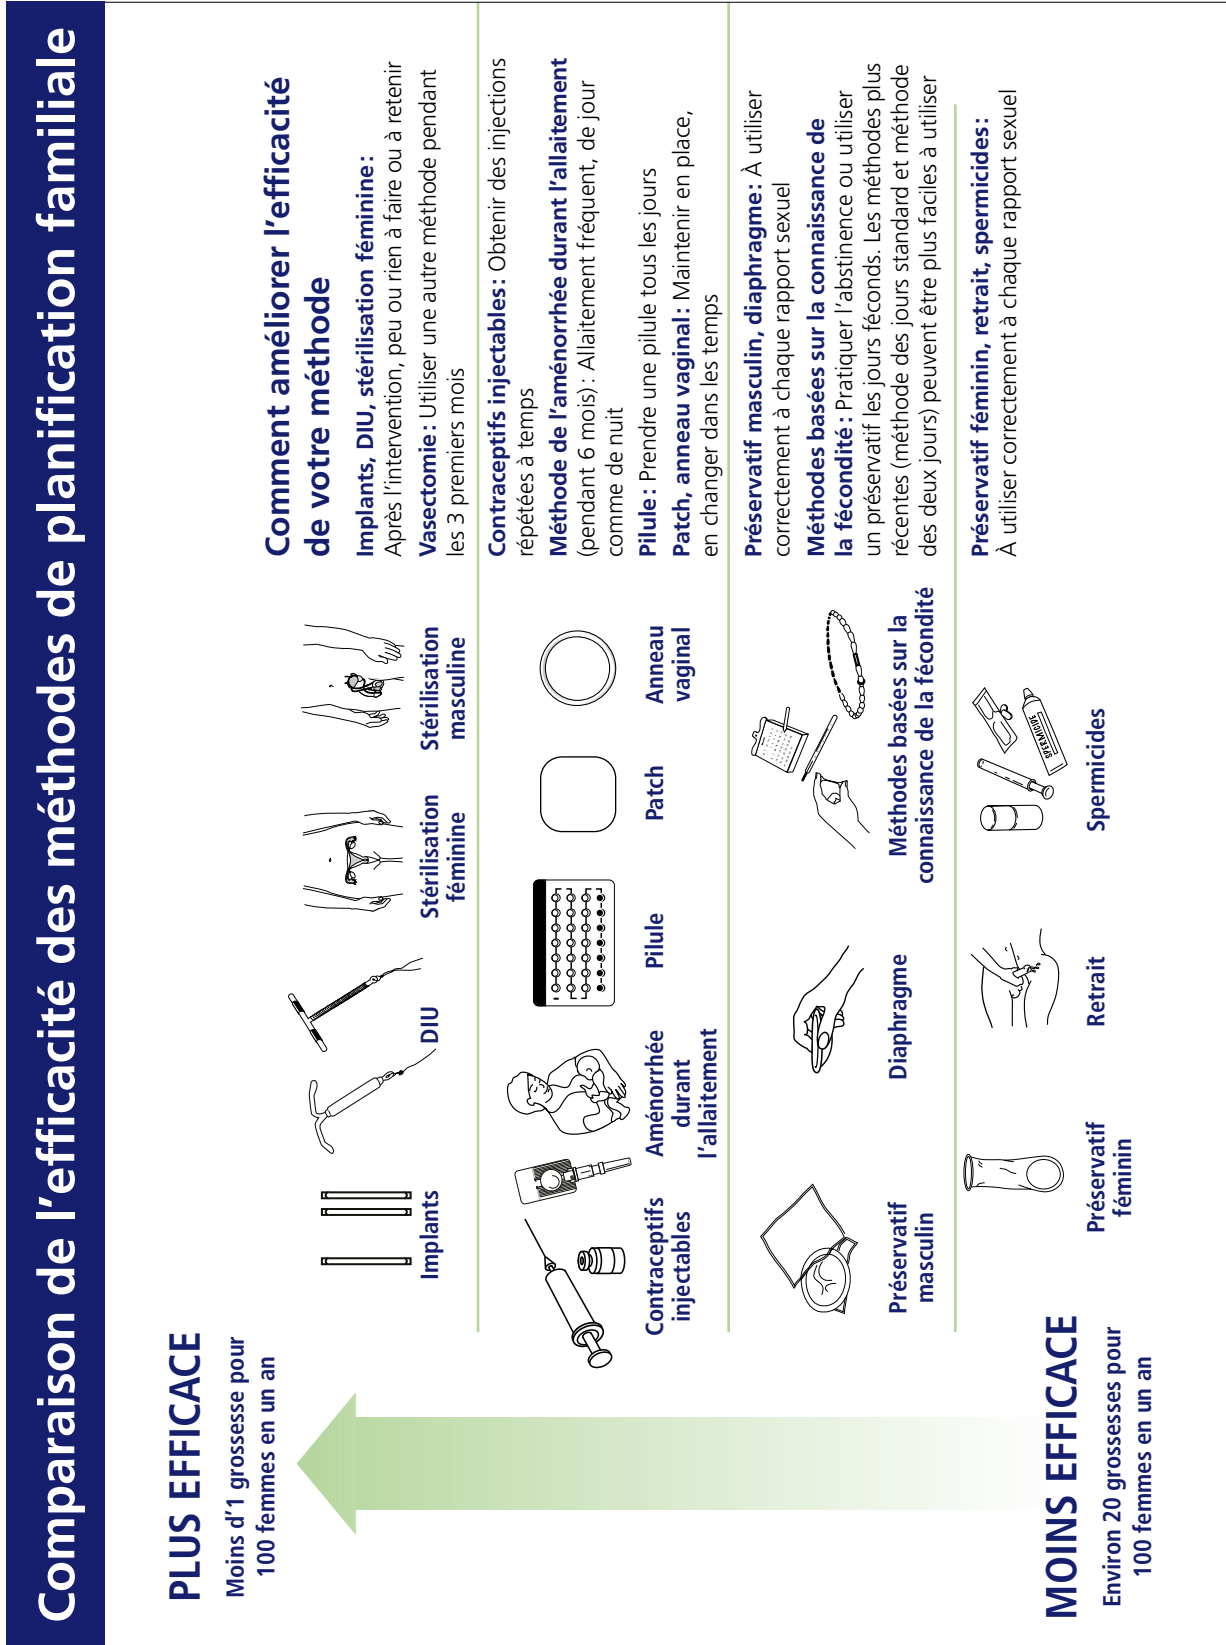 Comparaison de l'efficacité des méthodes de planification familiale
PLUS EFFICACE
Moins d'1 grossesse pour
100 femmes en un an
MOINS EFFICACE
Environ 20 grossesses pour
100 femmes en un an
Implants
DIU
Stérilisation
féminine
Stérilisation
masculine
Comment améliorer l'efficacité
de votre méthode
Implants, DIU, stérilisation féminine :
Après l'intervention, peu ou rien à faire ou à retenir
Vasectomie : Utiliser une autre méthode pendant
les 3 premiers mois
Contraceptifs
injectables
Aménorrhée
durant
l'allaitement
Pilule
Patch
Anneau
vaginal
Contraceptifs injectables : Obtenir des injections
répétées à temps
Méthode de l'aménorrhée durant l'allaitement
(pendant 6 mois) : Allaitement fréquent, de jour
comme de nuit
Pilule : Prendre une pilule tous les jours
Patch, anneau vaginal : Maintenir en place,
en changer dans les temps
Préservatif
masculin
Diaphragme
Méthodes basées sur la
connaissance de la fécondité
Préservatif masculin, diaphragme : À utiliser
correctement à chaque rapport sexuel
Méthodes basées sur la connaissance de
la fécondité : Pratiquer l'abstinence ou utiliser
un préservatif les jours féconds. Les méthodes plus
récentes (méthode des jours standard et méthode
des deux jours) peuvent être plus faciles à utiliser
Préservatif
féminin
Retrait
SPERMICIDE
Spermicides
Préservatif féminin, retrait, spermicides :
À utiliser correctement à chaque rapport sexuel